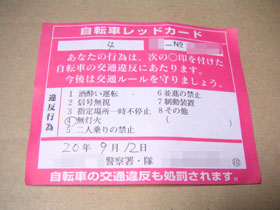 自転車レッドカード
4 -No
あなたの行為は、次の○印を付けた
自転車の交通違反にあたります。
今後は交通ルールを守りましょう。
違反行為
1 酒酔い運転 6 並進の禁止
2 信号無視 7 制動装置
3 指定場所一時不停止 8 その他
④ 無灯火 ( )
5 二人乗りの禁止
20年 9月12日
警察署・隊
自転車の交通違反も処罰されます。